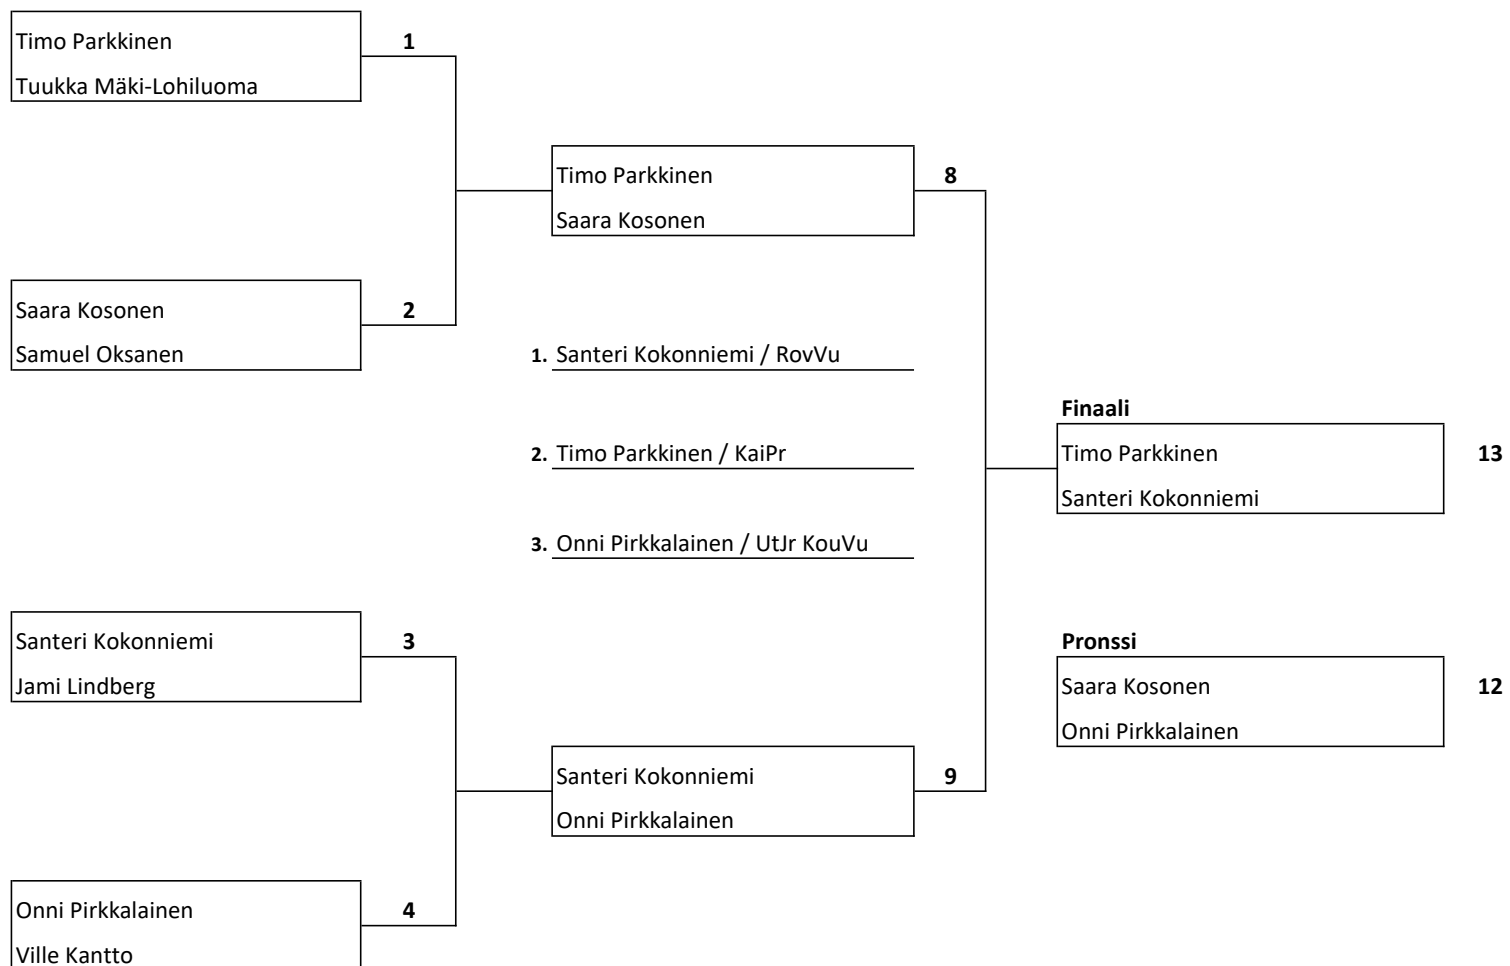 Timo Parkkinen
1
Tuukka Mäki-Lohiluoma
Timo Parkkinen
8
Saara Kosonen
Saara Kosonen
2
Samuel Oksanen
1. Santeri Kokonniemi / RovVu
Finaali
2. Timo Parkkinen / KaiPr
Timo Parkkinen
13
Santeri Kokonniemi
3. Onni Pirkkalainen / UtJr KouVu
Santeri Kokonniemi
3
Pronssi
Jami Lindberg
Saara Kosonen
12
Onni Pirkkalainen
Santeri Kokonniemi
9
Onni Pirkkalainen
Onni Pirkkalainen
4
Ville Kantto